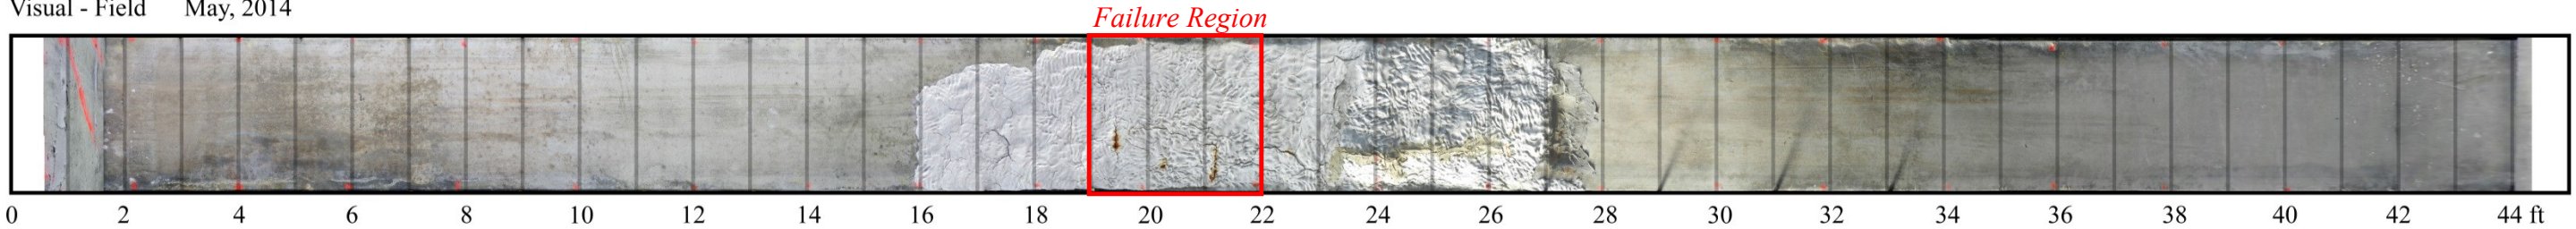 Visual - Field May, 2014
Failure Region
0 2 4 6 8 10 12 14 16 18 20 22 24 26 28 30 32 34 36 38 40 42 44 ft